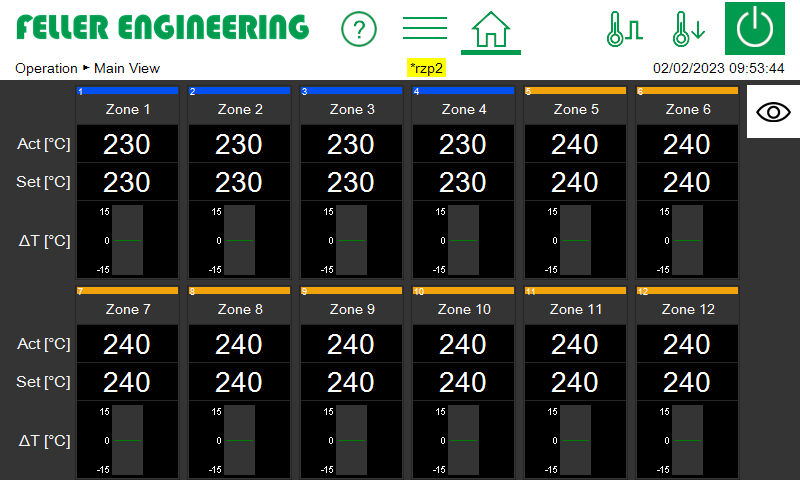 FELLER ENGINEERING ?
Operation ► Main View *rzp2 02/02/2023 09:53:44
1 2 3 4 5 6
Zone 1 Zone 2 Zone 3 Zone 4 Zone 5 Zone 6
Act [°C] 230 230 230 230 240 240
Set [°C] 230 230 230 230 240 240
15 15 15 15 15 15
ΔT [°C] 0 0 0 0 0 0
-15 -15 -15 -15 -15 -15
7 8 9 10 11 12
Zone 7 Zone 8 Zone 9 Zone 10 Zone 11 Zone 12
Act [°C] 240 240 240 240 240 240
Set [°C] 240 240 240 240 240 240
15 15 15 15 15 15
ΔT [°C] 0 0 0 0 0 0
-15 -15 -15 -15 -15 -15